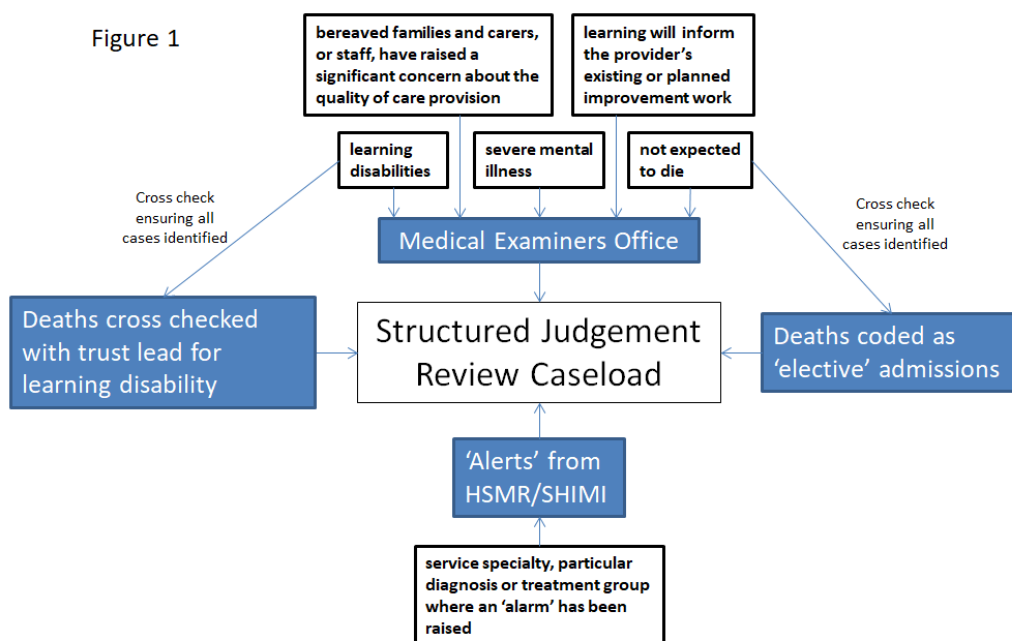 Figure 1
bereaved families and carers,
or staff, have raised a
significant concern about the
quality of care provision
learning will inform
the provider’s
existing or planned
improvement work
learning
disabilities
severe mental
illness
not expected
to die
Cross check
ensuring all
cases identified
Cross check
ensuring all
cases identified
Medical Examiners Office
Deaths cross checked
with trust lead for
learning disability
Structured Judgement
Review Caseload
Deaths coded as
‘elective’ admissions
‘Alerts’ from
HSMR/SHIMI
service specialty, particular
diagnosis or treatment group
where an ‘alarm’ has been
raised